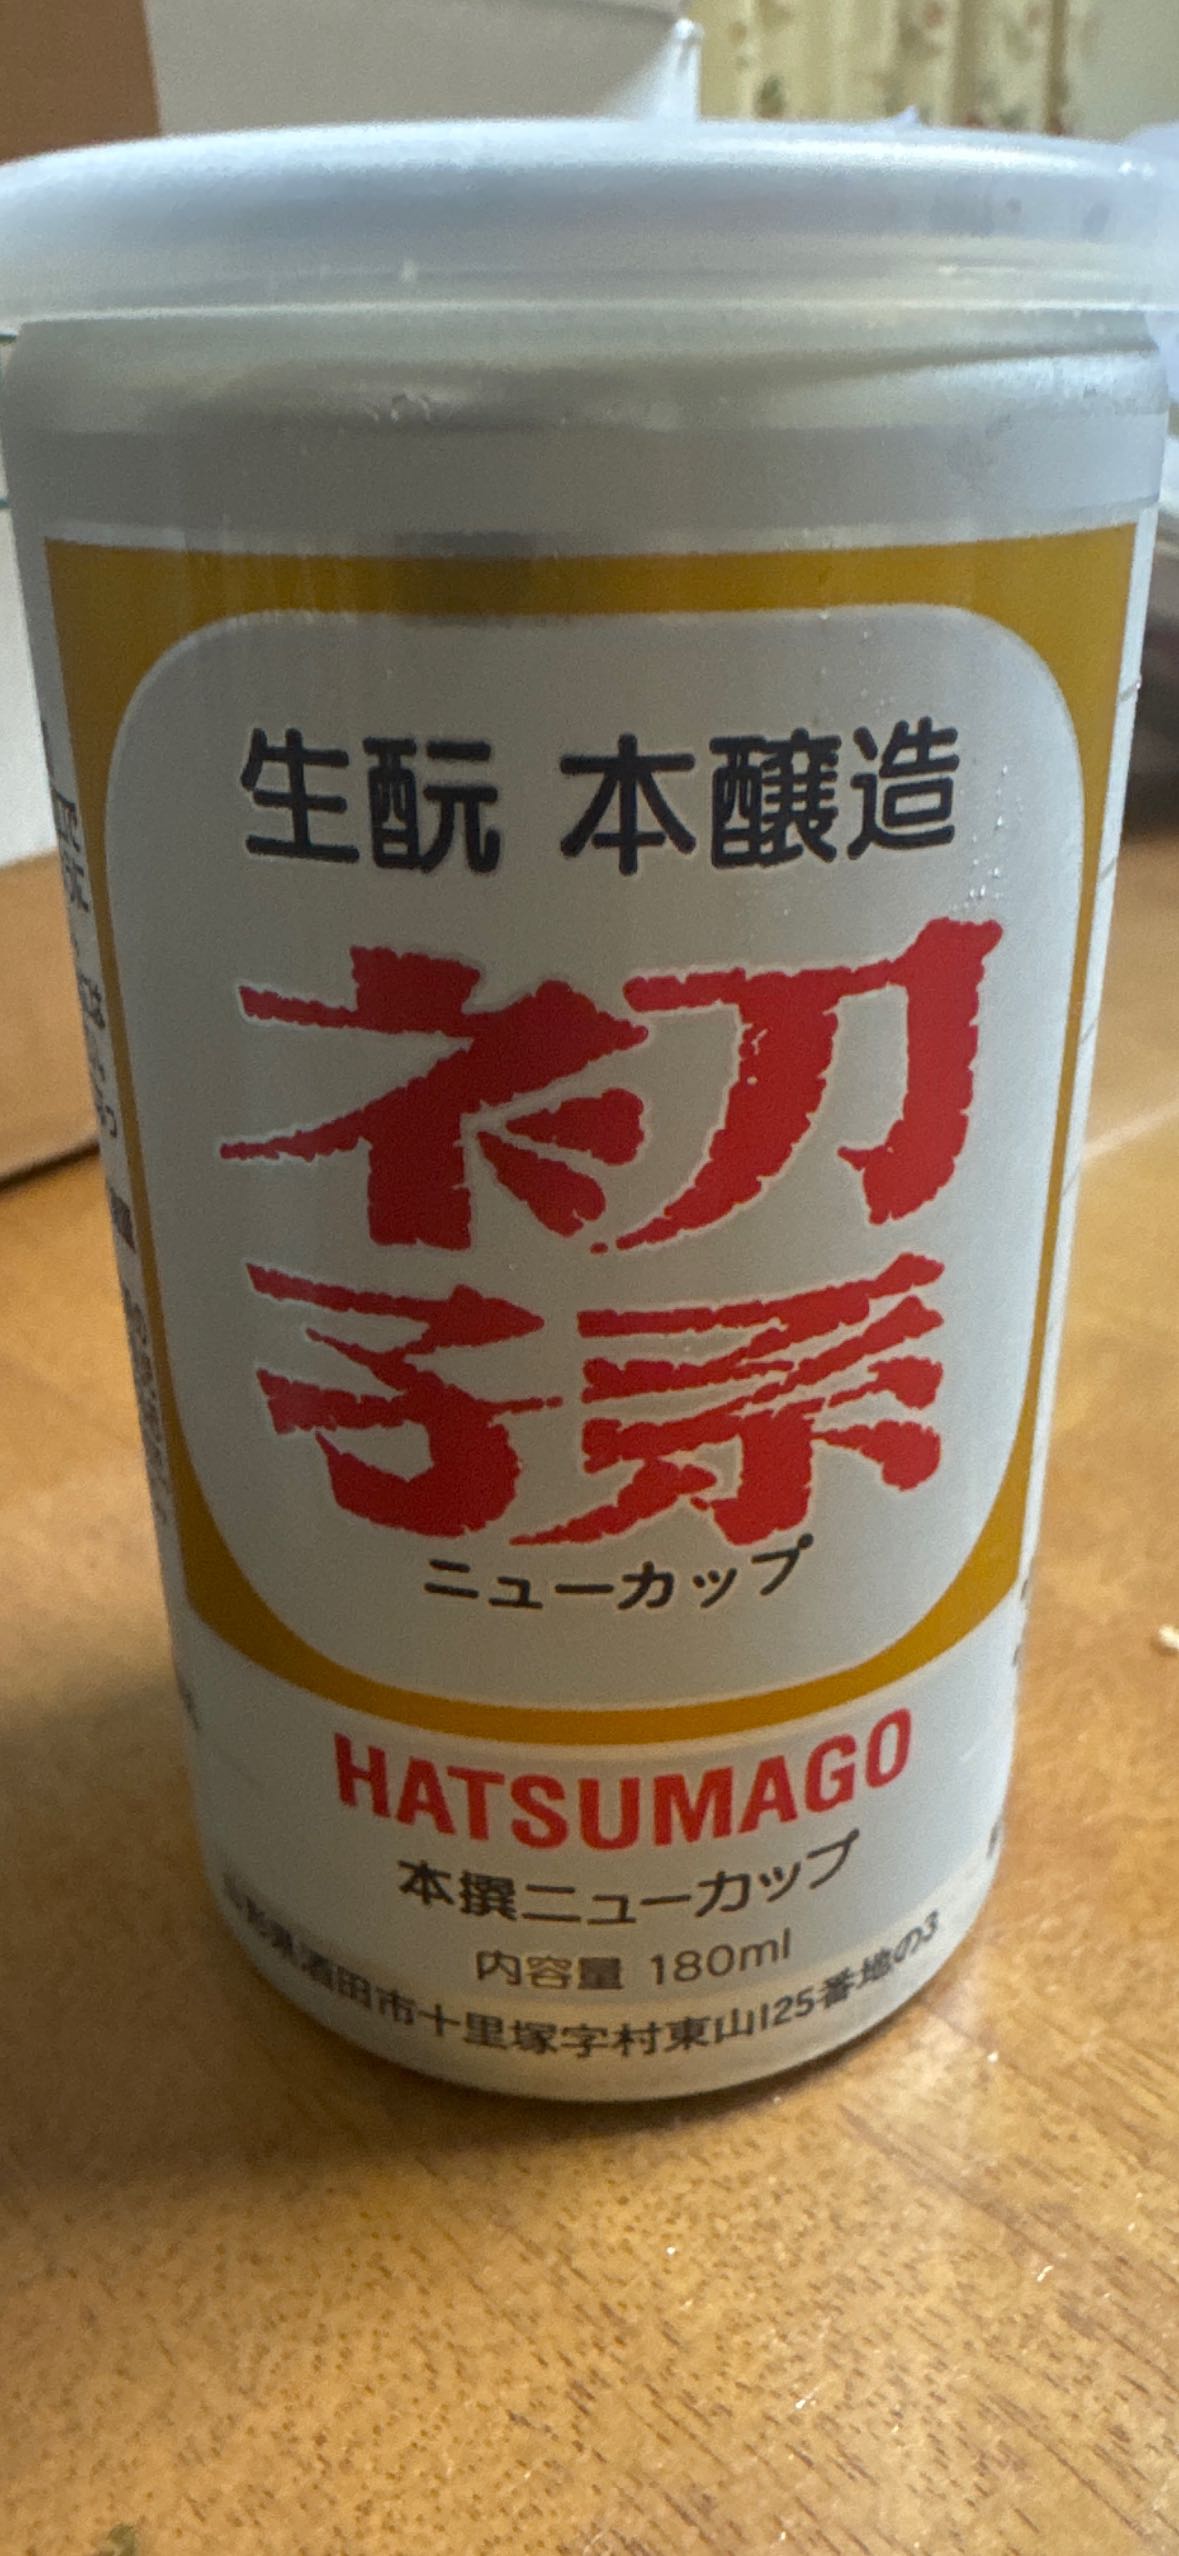 生酛 本醸造
初
孫
ニューカップ
HATSUMAGO
本撰ニューカップ
内容量 180ml
県酒田市十里塚字村東山125番地の3